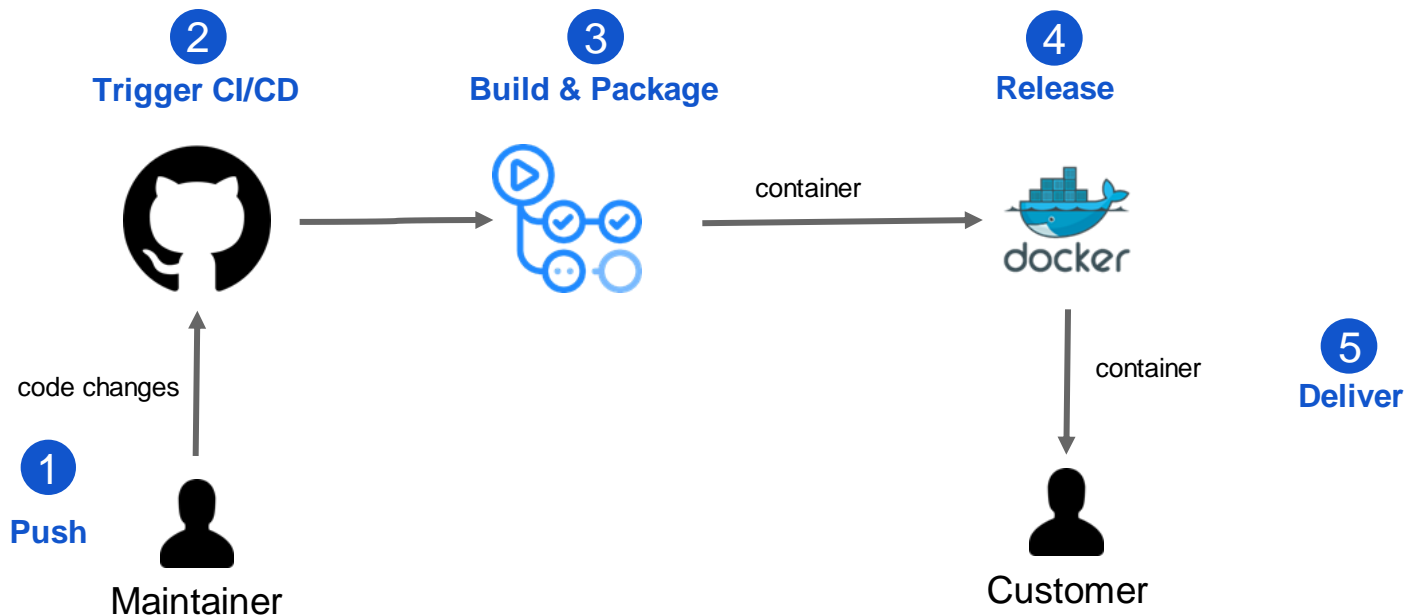 1
Push
code changes
Maintainer
2
Trigger CI/CD
3
Build & Package
container
4
Release
docker
container
5
Deliver
Customer